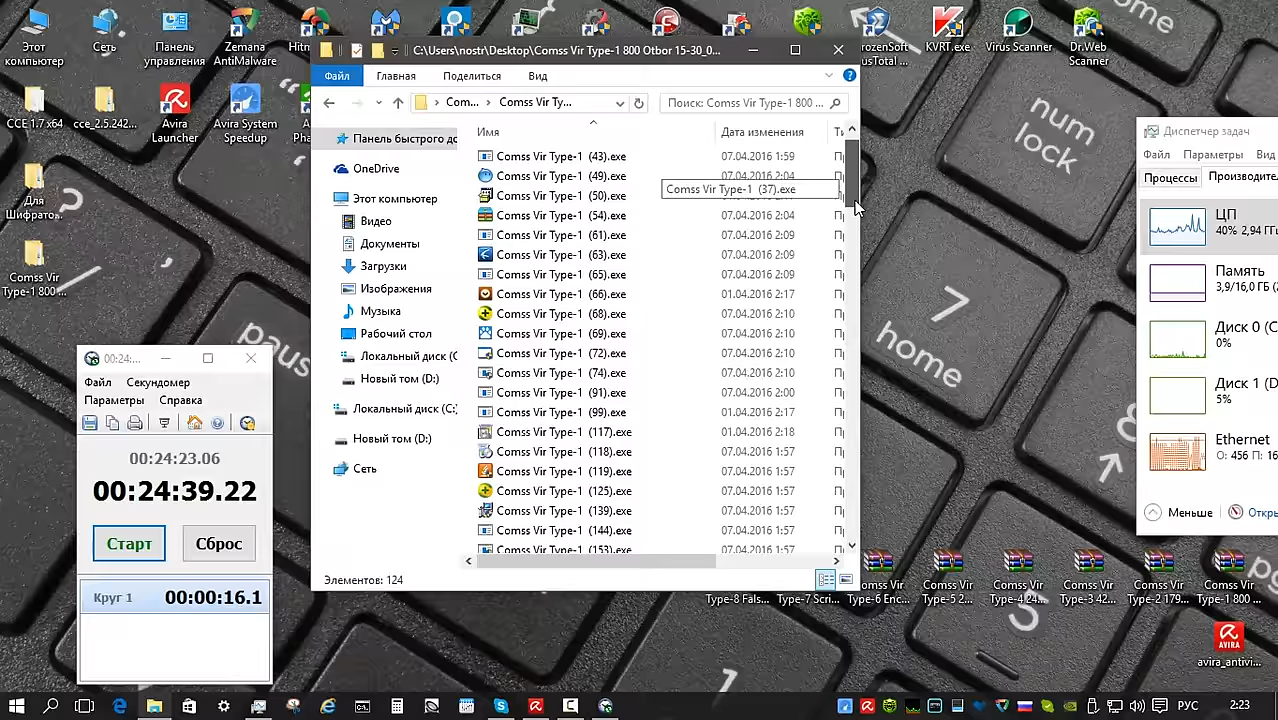 Этот
компьютер
Сеть
Панель
управления
Zemana
AntiMalware
KVRT.exe
Virus Scanner
Dr.Web
Scanner
CCE 1.7 x64
cce_2.5.242...
Avira
Launcher
Avira System
Speedup
Для
Шифрато...
Comss Vir
Type-1 800 ...
C:\Users\nostr\Desktop\Comss Vir Type-1 800 Otbor 15-30_0...
Файл
Главная
Поделиться
Вид
Com...
Comss Vir Ty...
Поиск: Comss Vir Type-1 800 ...
Панель быстрого до
OneDrive
Этот компьютер
Видео
Документы
Загрузки
Изображения
Музыка
Рабочий стол
Локальный диск (C
Новый том (D:)
Локальный диск (C:
Новый том (D:)
Сеть
Имя
Дата изменения
Comss Vir Type-1 (43).exe 07.04.2016 1:59
Comss Vir Type-1 (49).exe 07.04.2016 2:04
Comss Vir Type-1 (50).exe
Comss Vir Type-1 (37).exe
Comss Vir Type-1 (54).exe 07.04.2016 2:04
Comss Vir Type-1 (61).exe 07.04.2016 2:09
Comss Vir Type-1 (63).exe 07.04.2016 2:09
Comss Vir Type-1 (65).exe 07.04.2016 2:09
Comss Vir Type-1 (66).exe 01.04.2016 2:17
Comss Vir Type-1 (68).exe 07.04.2016 2:10
Comss Vir Type-1 (69).exe 07.04.2016 2:10
Comss Vir Type-1 (72).exe 07.04.2016 2:10
Comss Vir Type-1 (74).exe 07.04.2016 2:10
Comss Vir Type-1 (91).exe 07.04.2016 2:00
Comss Vir Type-1 (99).exe 01.04.2016 2:17
Comss Vir Type-1 (117).exe 01.04.2016 2:18
Comss Vir Type-1 (118).exe 07.04.2016 1:57
Comss Vir Type-1 (119).exe 07.04.2016 1:57
Comss Vir Type-1 (125).exe 07.04.2016 1:57
Comss Vir Type-1 (139).exe 07.04.2016 1:57
Comss Vir Type-1 (144).exe 07.04.2016 1:57
Comss Vir Type-1 (153).exe 07.04.2016 1:57
Элементов: 124
00:24:...
Файл Секундомер
Параметры Справка
00:24:23.06
00:24:39.22
Старт
Сброс
Круг 1 00:00:16.1
Диспетчер задач
Файл Параметры Вид
Процессы
Производител
ЦП
40% 2,94 ГГц
Память
3,9/16,0 ГБ (2
Диск 0 (C
0%
Диск 1 (D
5%
Ethernet
О: 456 П: 16
Меньше
Откры
Type-8 Fals...
Type-7 Scri...
Comss Vir
Type-6 Enc...
Comss Vir
Type-5 2...
Comss Vir
Type-4 24...
Comss Vir
Type-3 42...
Comss Vir
Type-2 179...
Comss Vir
Type-1 800 ...
AVIRA
avira_antivi...
home
num
lock
7
home
pause
8
3
1
РУС
2:23